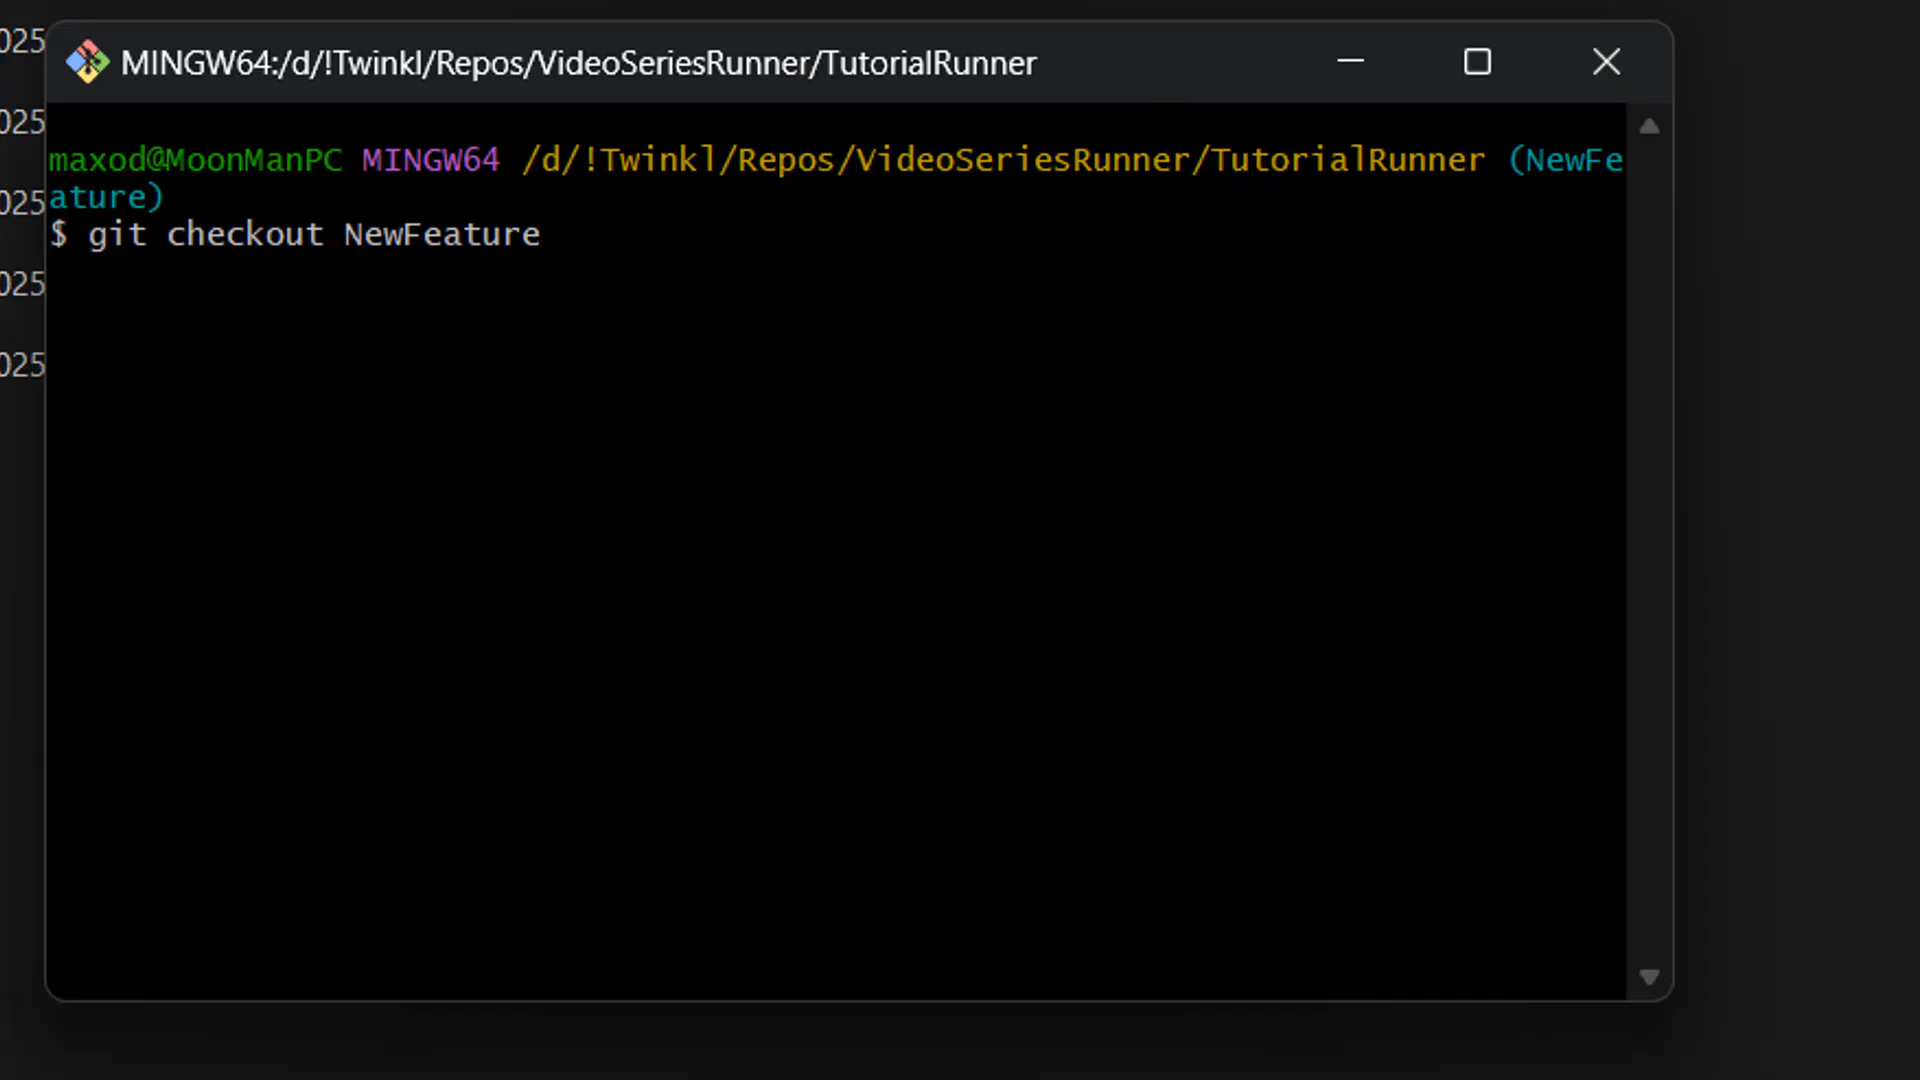 MINGW64:/d/!Twinkl/Repos/VideoSeriesRunner/TutorialRunner
maxod@MoonManPC MINGW64 /d/!Twinkl/Repos/VideoSeriesRunner/TutorialRunner (NewFe
ature)
$ git checkout NewFeature
025
025
025
025
025